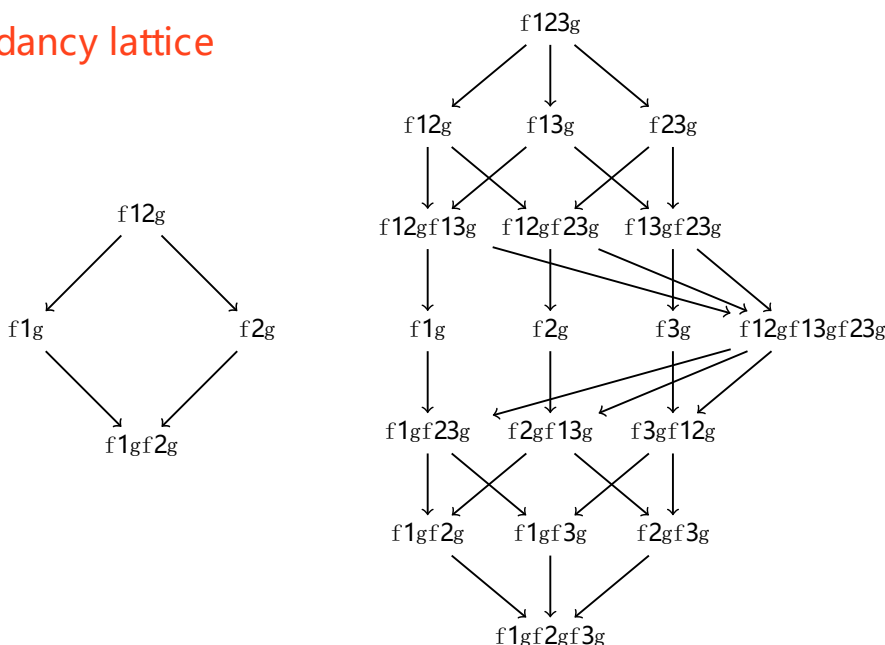 dancy lattice
f123g
f12g f13g f23g
f12g
f12gf13g f12gf23g f13gf23g
f1g f2g
f1g f2g f3g f12gf13gf23g
f1gf2g
f1gf23g f2gf13g f3gf12g
f1gf2g f1gf3g f2gf3g
f1gf2gf3g